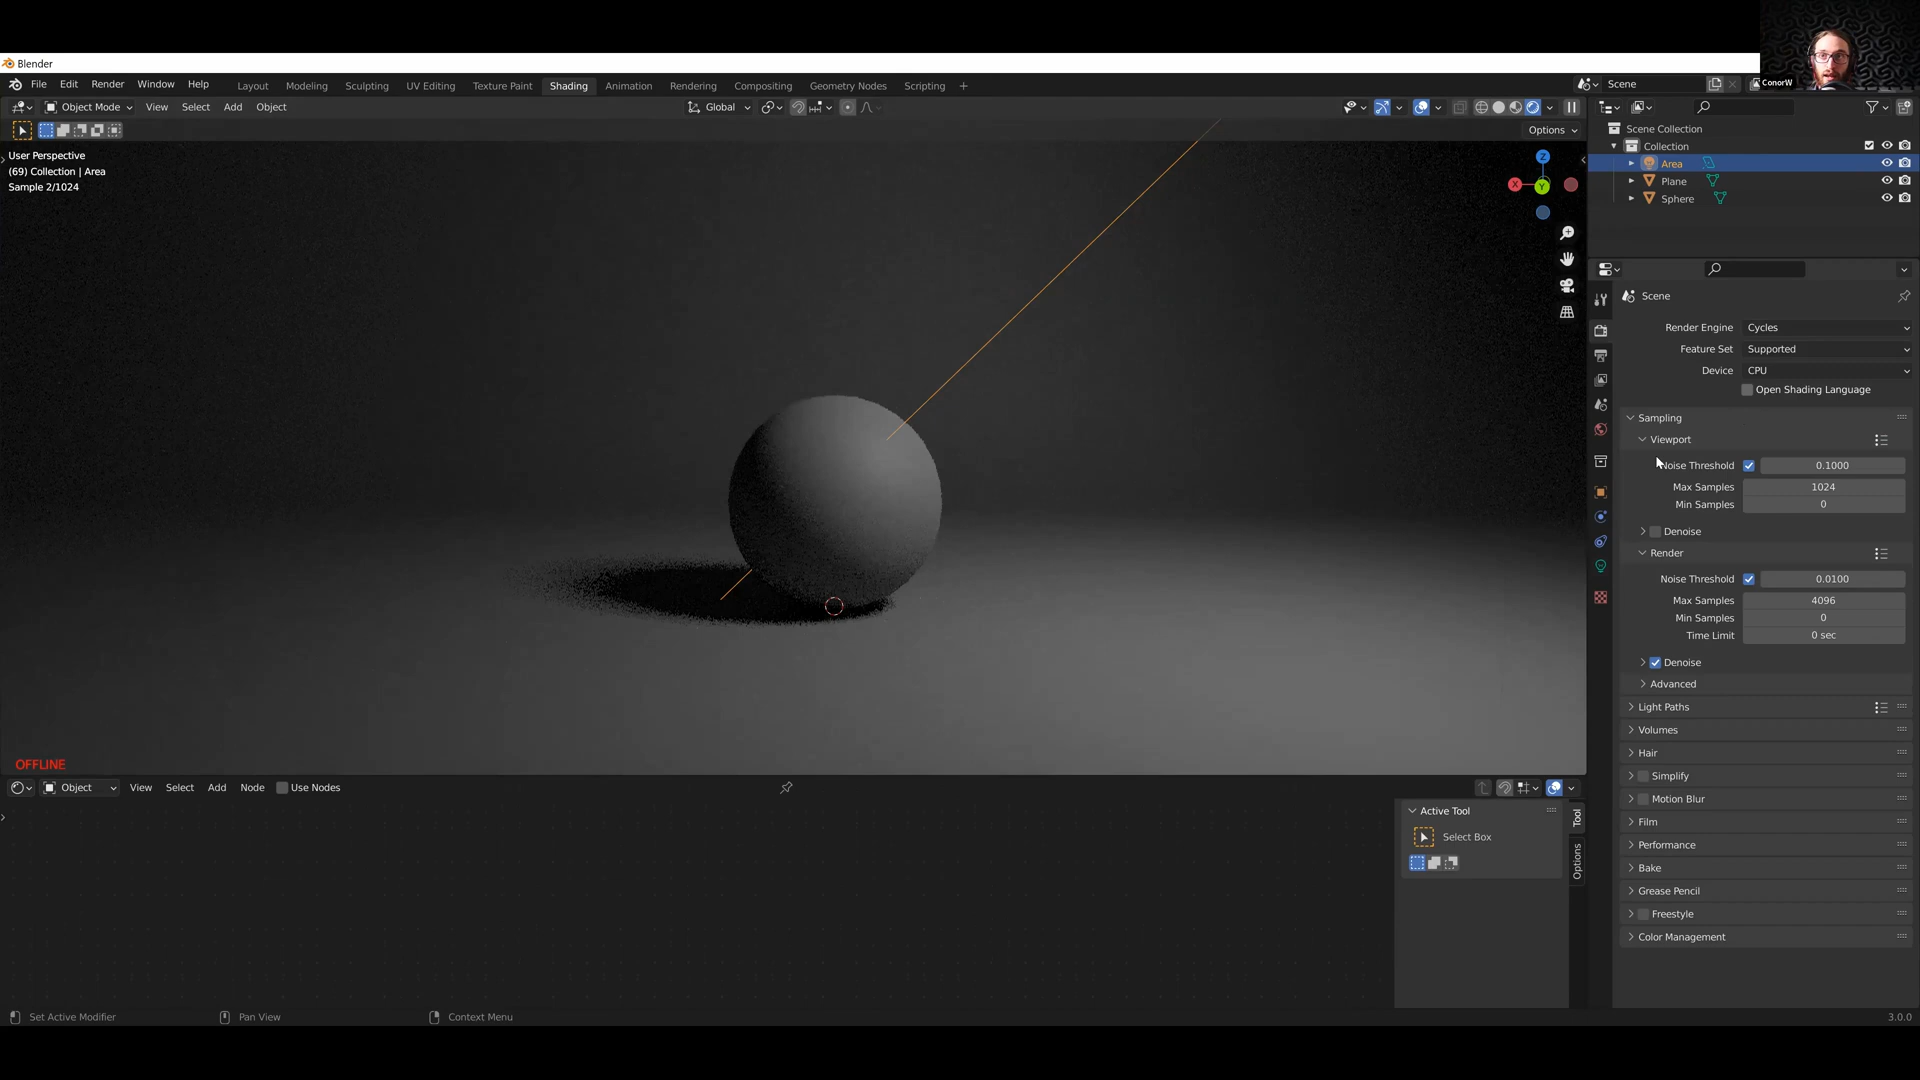 Blender
ConorW
File Edit Render Window Help Layout Modeling Sculpting UV Editing Texture Paint Shading Animation Rendering Compositing Geometry Nodes Scripting + Scene
Object Mode View Select Add Object Global
Options
User Perspective
(69) Collection | Area
Sample 2/1024
Z
X
Y
Scene Collection
Collection
Area
Plane
Sphere
Scene
Render Engine Cycles
Feature Set Supported
Device CPU
Open Shading Language
Sampling
Viewport
Noise Threshold 0.1000
Max Samples 1024
Min Samples 0
Denoise
Render
Noise Threshold 0.0100
Max Samples 4096
Min Samples 0
Time Limit 0 sec
Denoise
Advanced
Light Paths
Volumes
Hair
Simplify
Motion Blur
Film
Performance
Bake
Grease Pencil
Freestyle
Color Management
OFFLINE
Object View Select Add Node Use Nodes
Active Tool
Select Box
Tool
Options
Set Active Modifier Pan View Context Menu 3.0.0